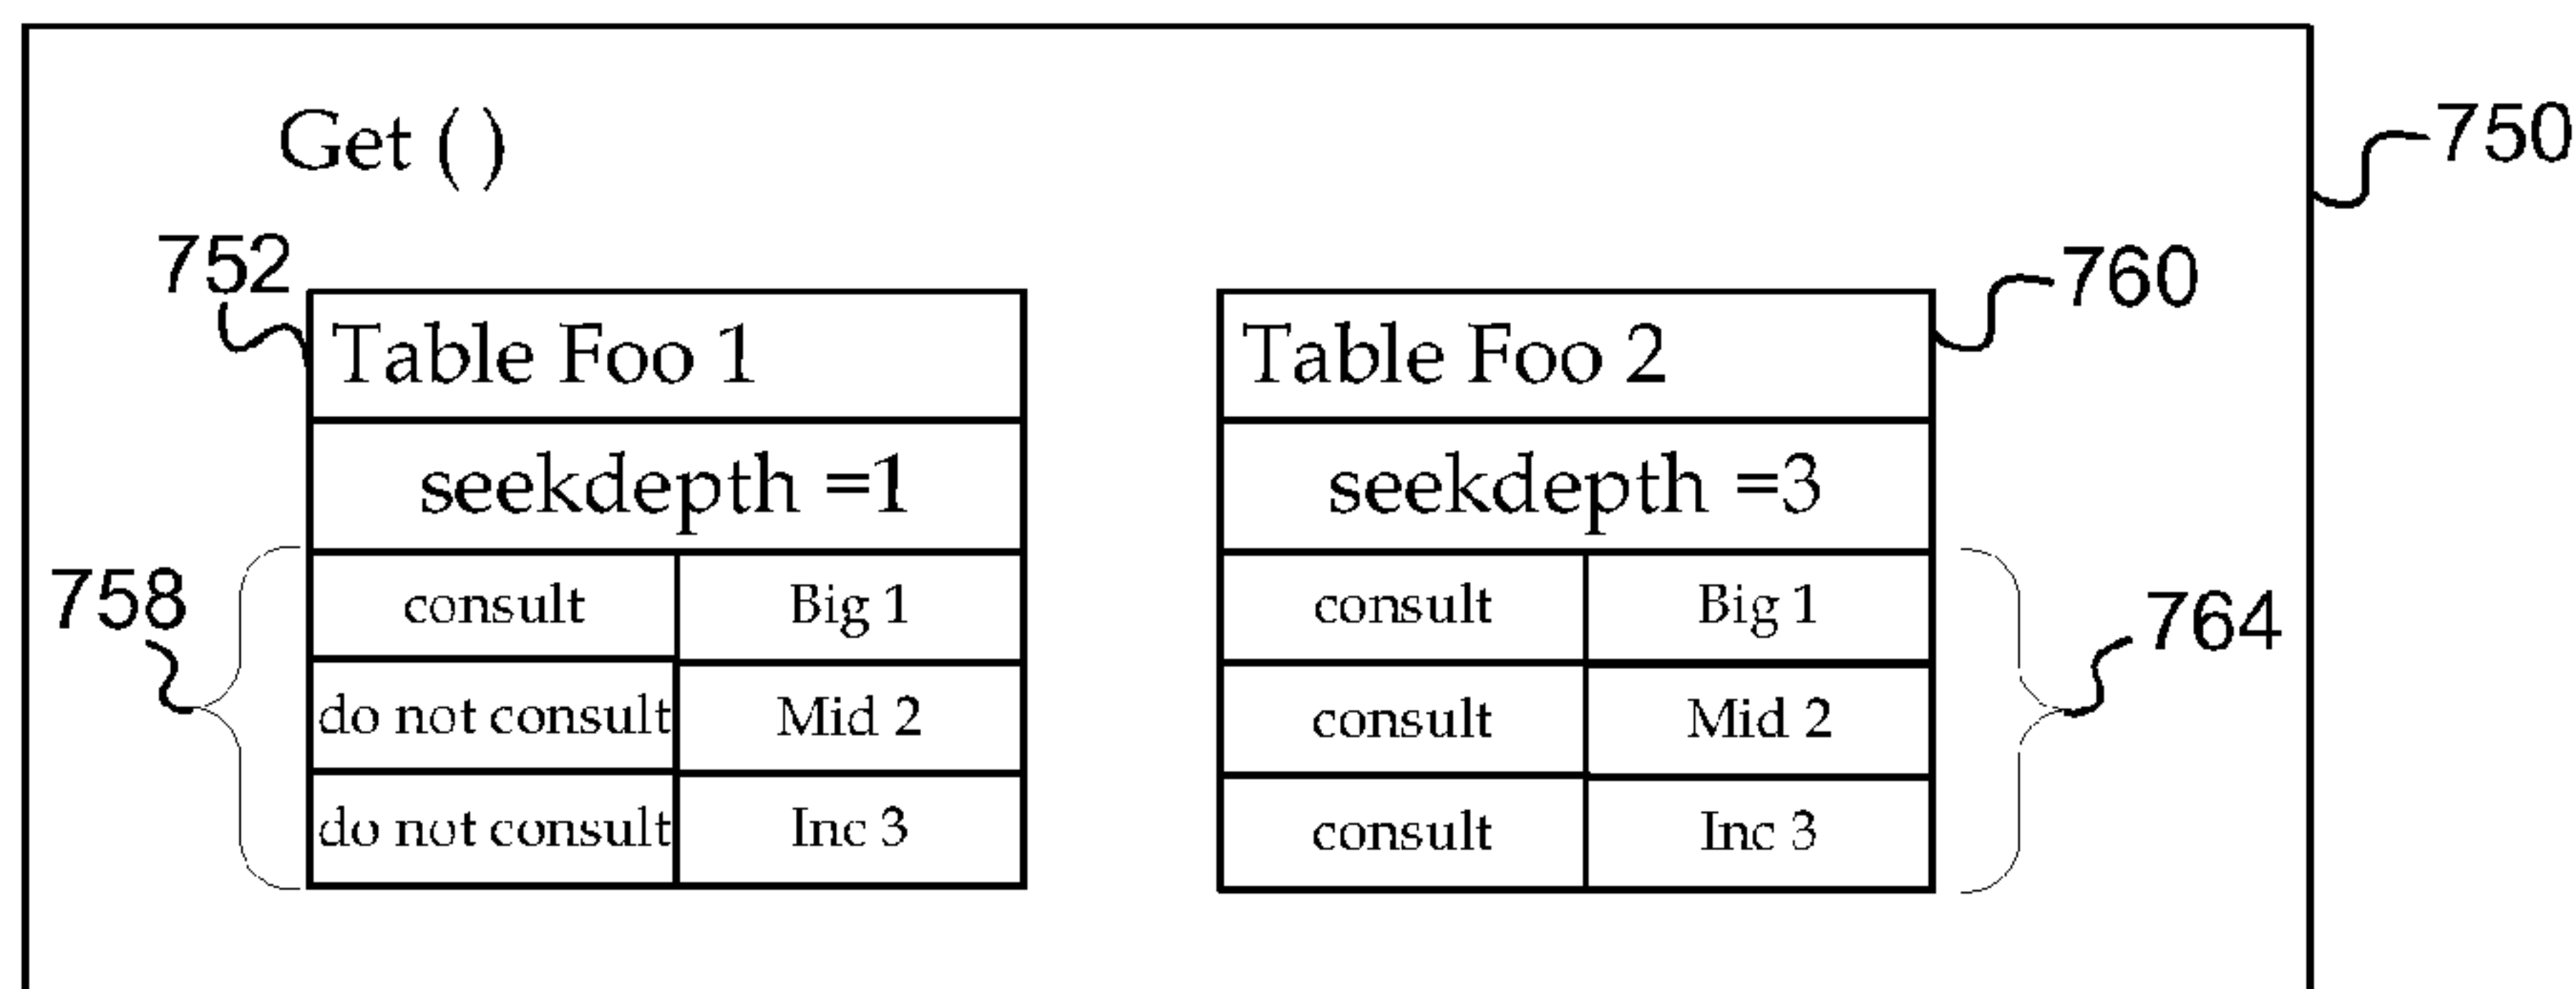 Get ( )
750
752
760
Table Foo 1
Table Foo 2
seekdepth =1
seekdepth =3
758
consult Big 1
do not consult Mid 2
do not consult Inc 3
consult Big 1
consult Mid 2
consult Inc 3
764